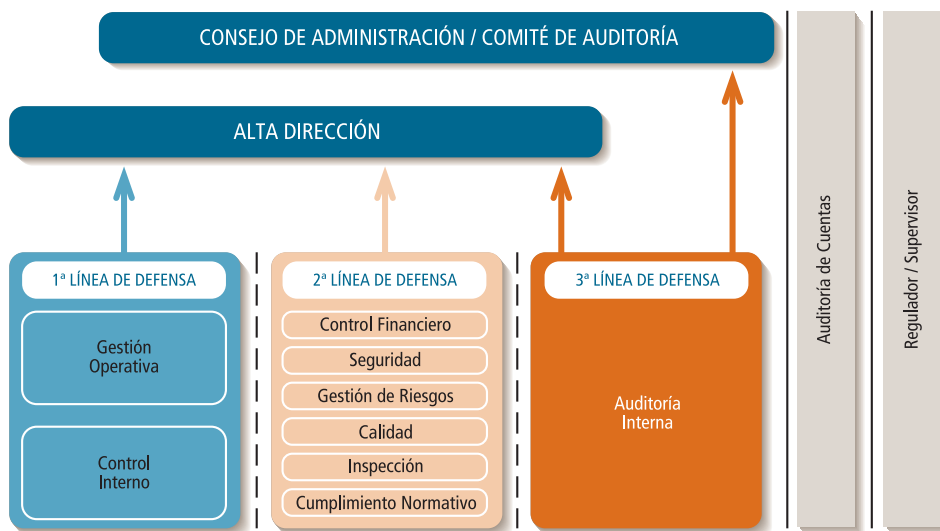 CONSEJO DE ADMINISTRACIÓN / COMITÉ DE AUDITORÍA
ALTA DIRECCIÓN
1ª LÍNEA DE DEFENSA
Gestión
Operativa
Control
Interno
2ª LÍNEA DE DEFENSA
Control Financiero
Seguridad
Gestión de Riesgos
Calidad
Inspección
Cumplimiento Normativo
3ª LÍNEA DE DEFENSA
Auditoría
Interna
Auditoría de Cuentas
Regulador / Supervisor